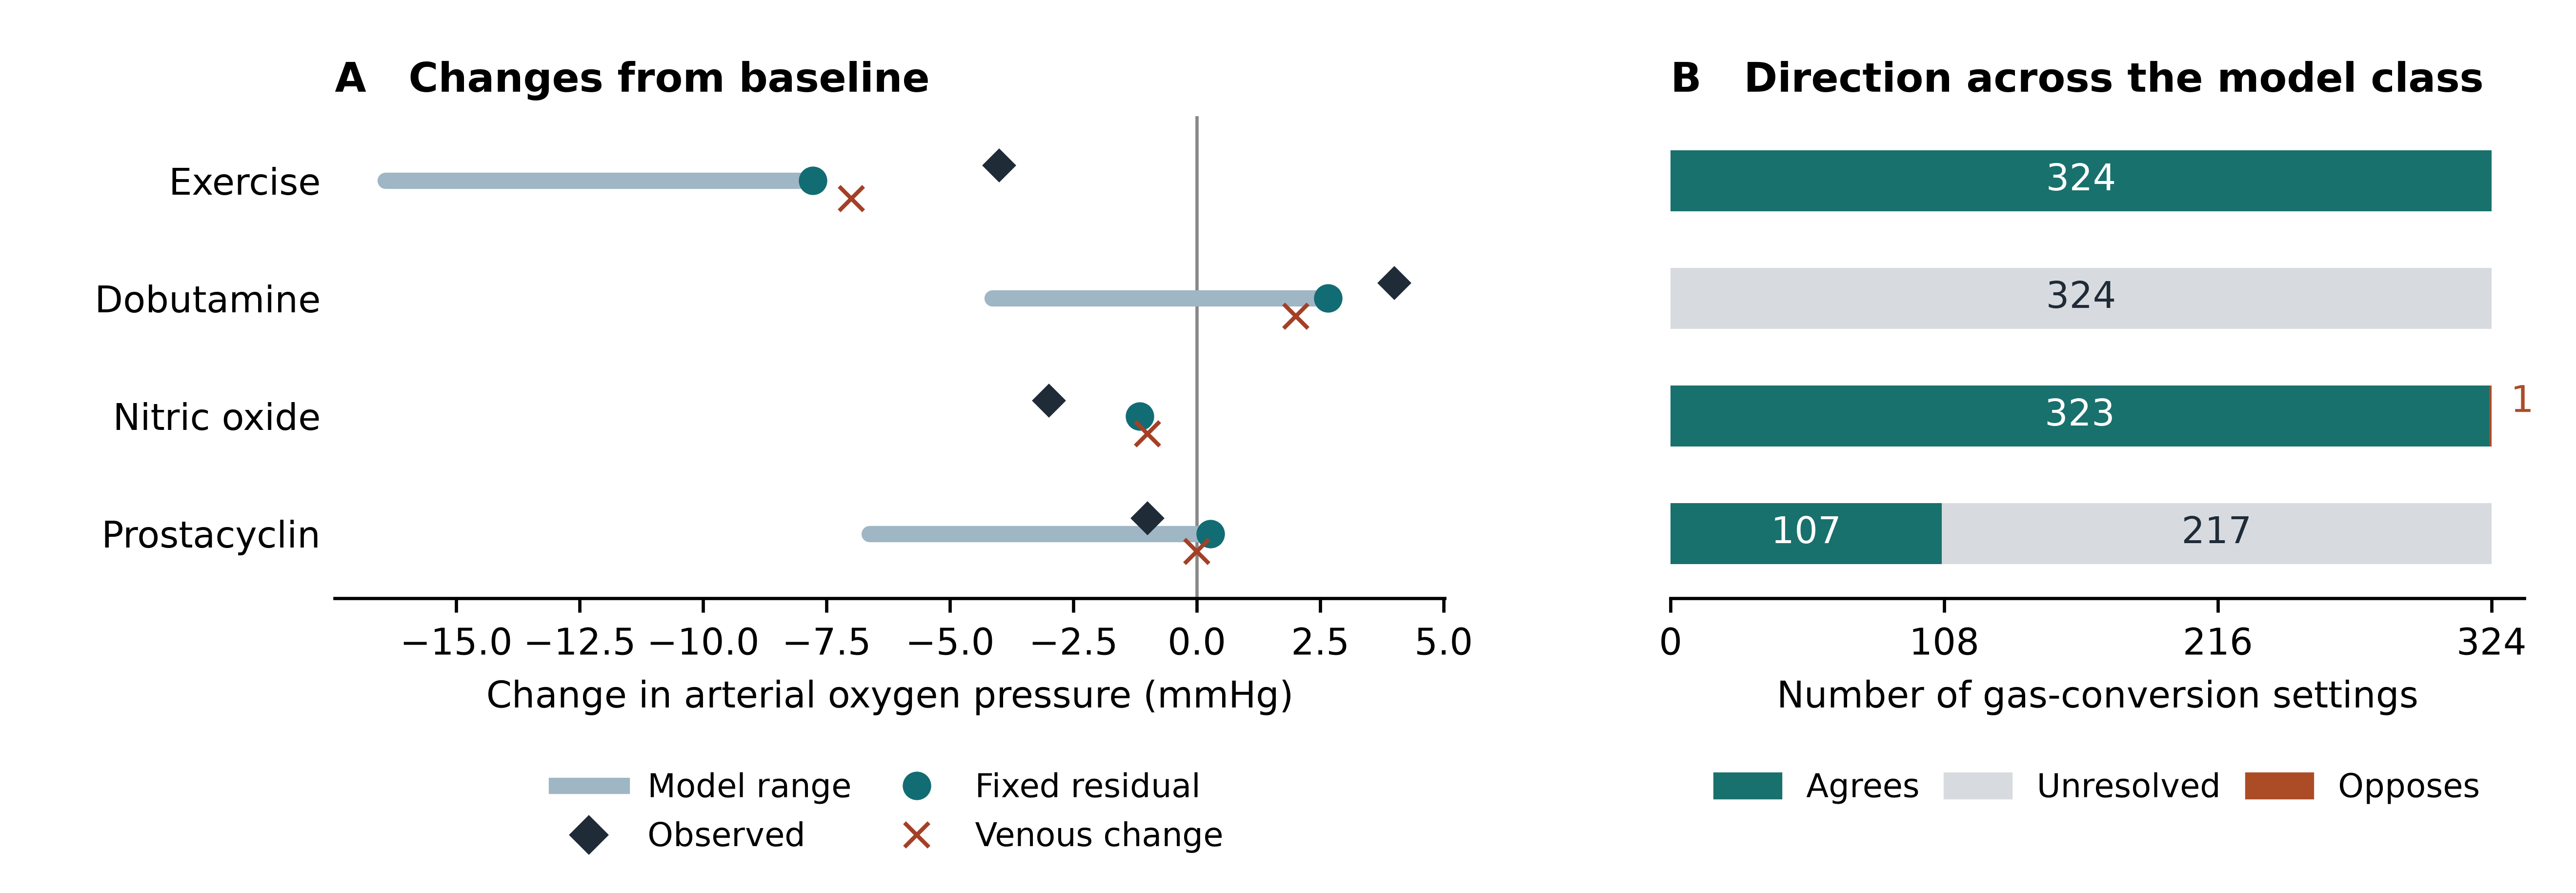 A Changes from baseline
Exercise
Dobutamine
Nitric oxide
Prostacyclin
−15.0 −12.5 −10.0 −7.5 −5.0 −2.5 0.0 2.5 5.0
Change in arterial oxygen pressure (mmHg)
Model range
Fixed residual
Observed
Venous change
B Direction across the model class
324
324
323 1
107 217
0 108 216 324
Number of gas-conversion settings
Agrees Unresolved Opposes